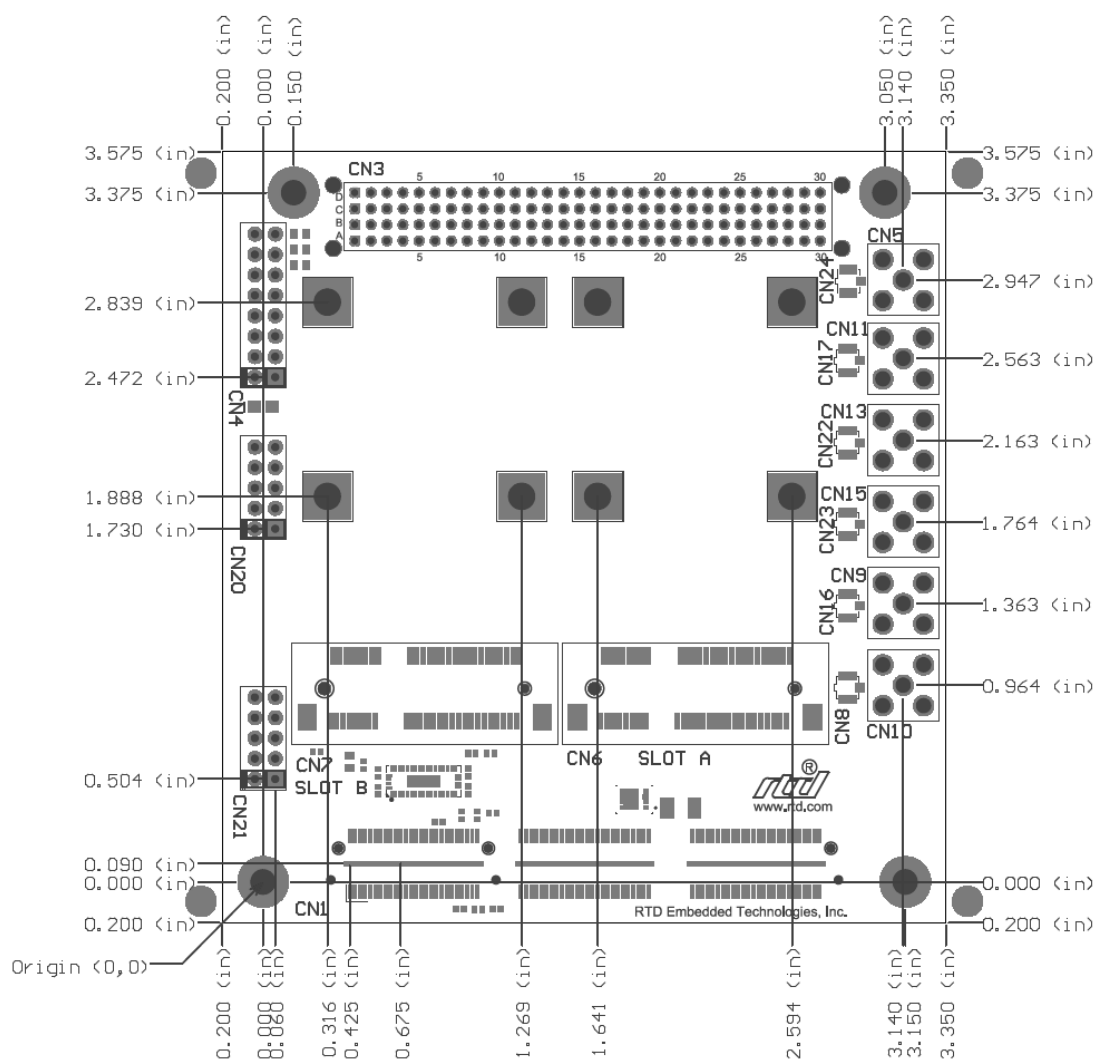 0.200 (in)
0.000 (in)
0.150 (in)
3.050 (in)
3.140 (in)
3.350 (in)
3.575 (in)
3.375 (in)
2.839 (in)
2.472 (in)
1.888 (in)
1.730 (in)
0.504 (in)
0.090 (in)
0.000 (in)
0.200 (in)
Origin (0,0)
CN3
5 10 15 20 25 30
D
C
B
A
5 10 15 20 25 30
CN4
CN20
CN21
CN5
CN24
CN11
CN17
CN13
CN22
CN15
CN23
CN9
CN16
CN8
CN10
CN7
SLOT B
CN6 SLOT A
rtd®
www.rtd.com
CN1
RTD Embedded Technologies, Inc.
3.575 (in)
3.375 (in)
2.947 (in)
2.563 (in)
2.163 (in)
1.764 (in)
1.363 (in)
0.964 (in)
0.000 (in)
0.200 (in)
0.200 (in)
0.000 (in)
0.060 (in)
0.316 (in)
0.425 (in)
0.675 (in)
1.269 (in)
1.641 (in)
2.594 (in)
3.140 (in)
3.150 (in)
3.350 (in)